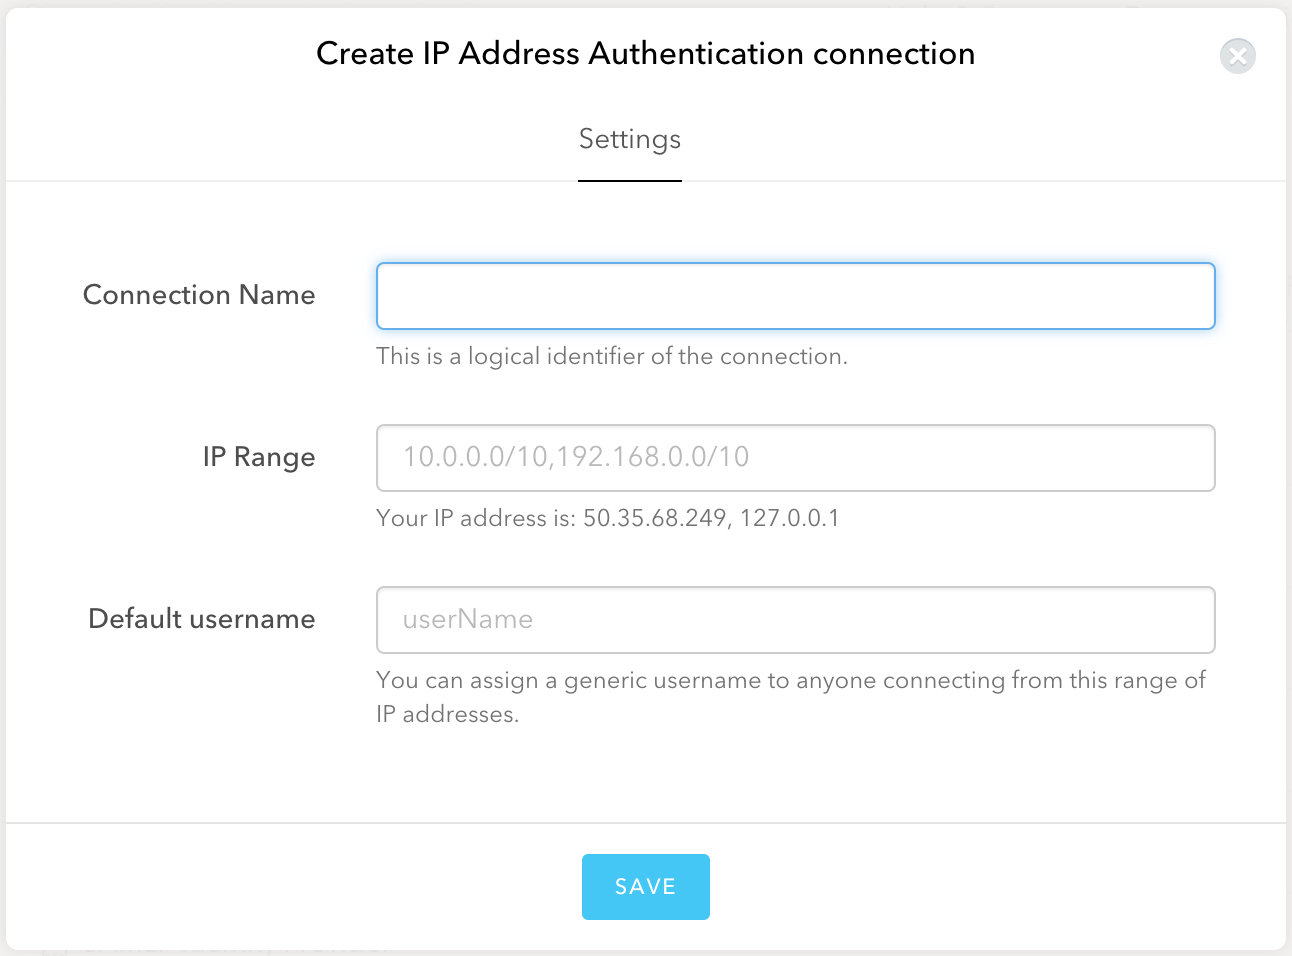 Create IP Address Authentication connection
Settings
Connection Name
This is a logical identifier of the connection.
IP Range
10.0.0.0/10,192.168.0.0/10
Your IP address is: 50.35.68.249, 127.0.0.1
Default username
userName
You can assign a generic username to anyone connecting from this range of
IP addresses.
SAVE